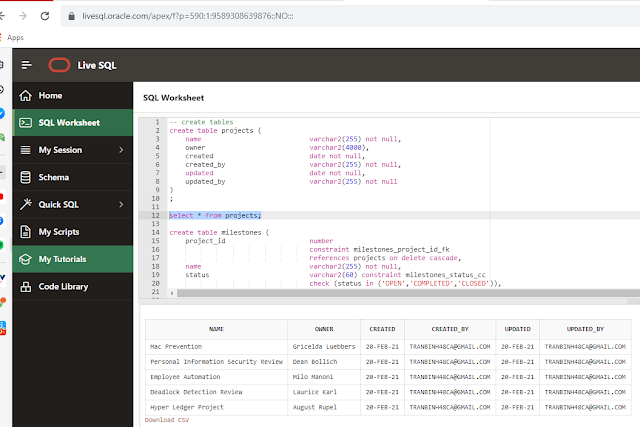 livesql.oracle.com/apex/f?p=590:1:9589308639876::NO:::
Apps
Live SQL
Home
SQL Worksheet
My Session
Schema
Quick SQL
My Scripts
My Tutorials
Code Library
SQL Worksheet
1 -- create tables
2 create table projects (
3 name varchar2(255) not null,
4 owner varchar2(4000),
5 created date not null,
6 created_by varchar2(255) not null,
7 updated date not null,
8 updated_by varchar2(255) not null
9 )
10 ;
11
12 select * from projects;
13
14 create table milestones (
15 project_id number
16 constraint milestones_project_id_fk
17 references projects on delete cascade,
18 name varchar2(255) not null,
19 status varchar2(60) constraint milestones_status_cc
20 check (status in ('OPEN','COMPLETED','CLOSED')),
21
NAME OWNER CREATED CREATED_BY UPDATED UPDATED_BY
Mac Prevention Gricelda Luebbers 20-FEB-21 TRANBINH48CA@GMAIL.COM 20-FEB-21 TRANBINH48CA@GMAIL.COM
Personal Information Security Review Dean Bollich 20-FEB-21 TRANBINH48CA@GMAIL.COM 20-FEB-21 TRANBINH48CA@GMAIL.COM
Employee Automation Milo Manoni 20-FEB-21 TRANBINH48CA@GMAIL.COM 20-FEB-21 TRANBINH48CA@GMAIL.COM
Deadlock Detection Review Laurice Karl 20-FEB-21 TRANBINH48CA@GMAIL.COM 20-FEB-21 TRANBINH48CA@GMAIL.COM
Hyper Ledger Project August Rupel 20-FEB-21 TRANBINH48CA@GMAIL.COM 20-FEB-21 TRANBINH48CA@GMAIL.COM
Download CSV